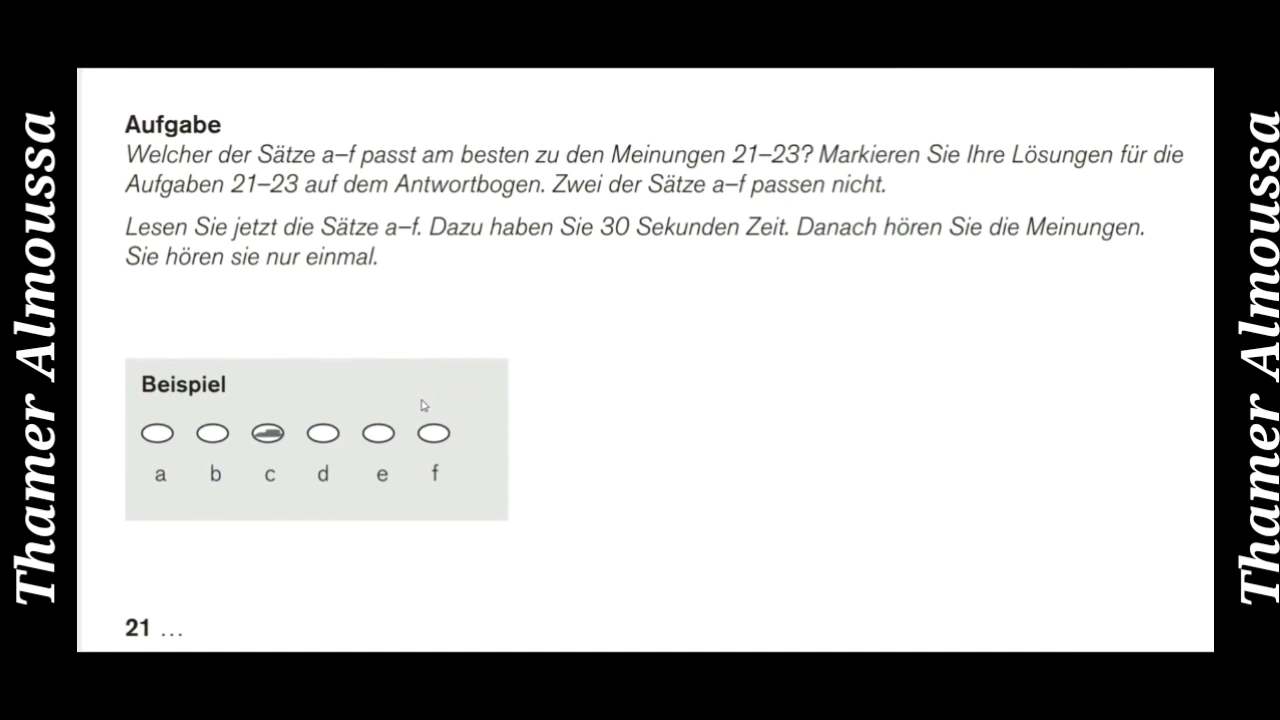 Thamer Almoussa
Aufgabe
Welcher der Sätze a–f passt am besten zu den Meinungen 21–23? Markieren Sie Ihre Lösungen für die
Aufgaben 21–23 auf dem Antwortbogen. Zwei der Sätze a–f passen nicht.
Lesen Sie jetzt die Sätze a–f. Dazu haben Sie 30 Sekunden Zeit. Danach hören Sie die Meinungen.
Sie hören sie nur einmal.
Beispiel
a b c d e f
21 ...
Thamer Almoussa